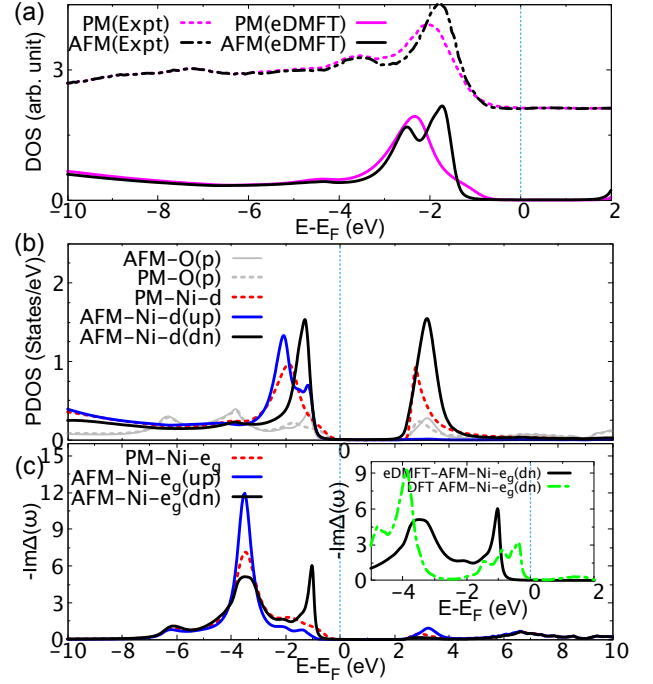 (a)
PM(Expt) PM(eDMFT)
AFM(Expt) AFM(eDMFT)
DOS (arb. unit)
3
0
−10 −8 −6 −4 −2 0 2
E-E_F (eV)
(b)
AFM−O(p)
PM−O(p)
PM−Ni−d
AFM−Ni−d(up)
AFM−Ni−d(dn)
PDOS (States/eV)
2
1
0
0
(c)
PM−Ni−e_g
AFM−Ni−e_g(up)
AFM−Ni−e_g(dn)
-ImΔ(ω)
15
12
9
6
3
0
eDMFT−AFM−Ni−e_g(dn)
DFT AFM−Ni−e_g(dn)
-ImΔ(ω)
9
6
3
0
−4 −2 0 2
E-E_F (eV)
−10 −8 −6 −4 −2 0 2 4 6 8 10
E-E_F (eV)